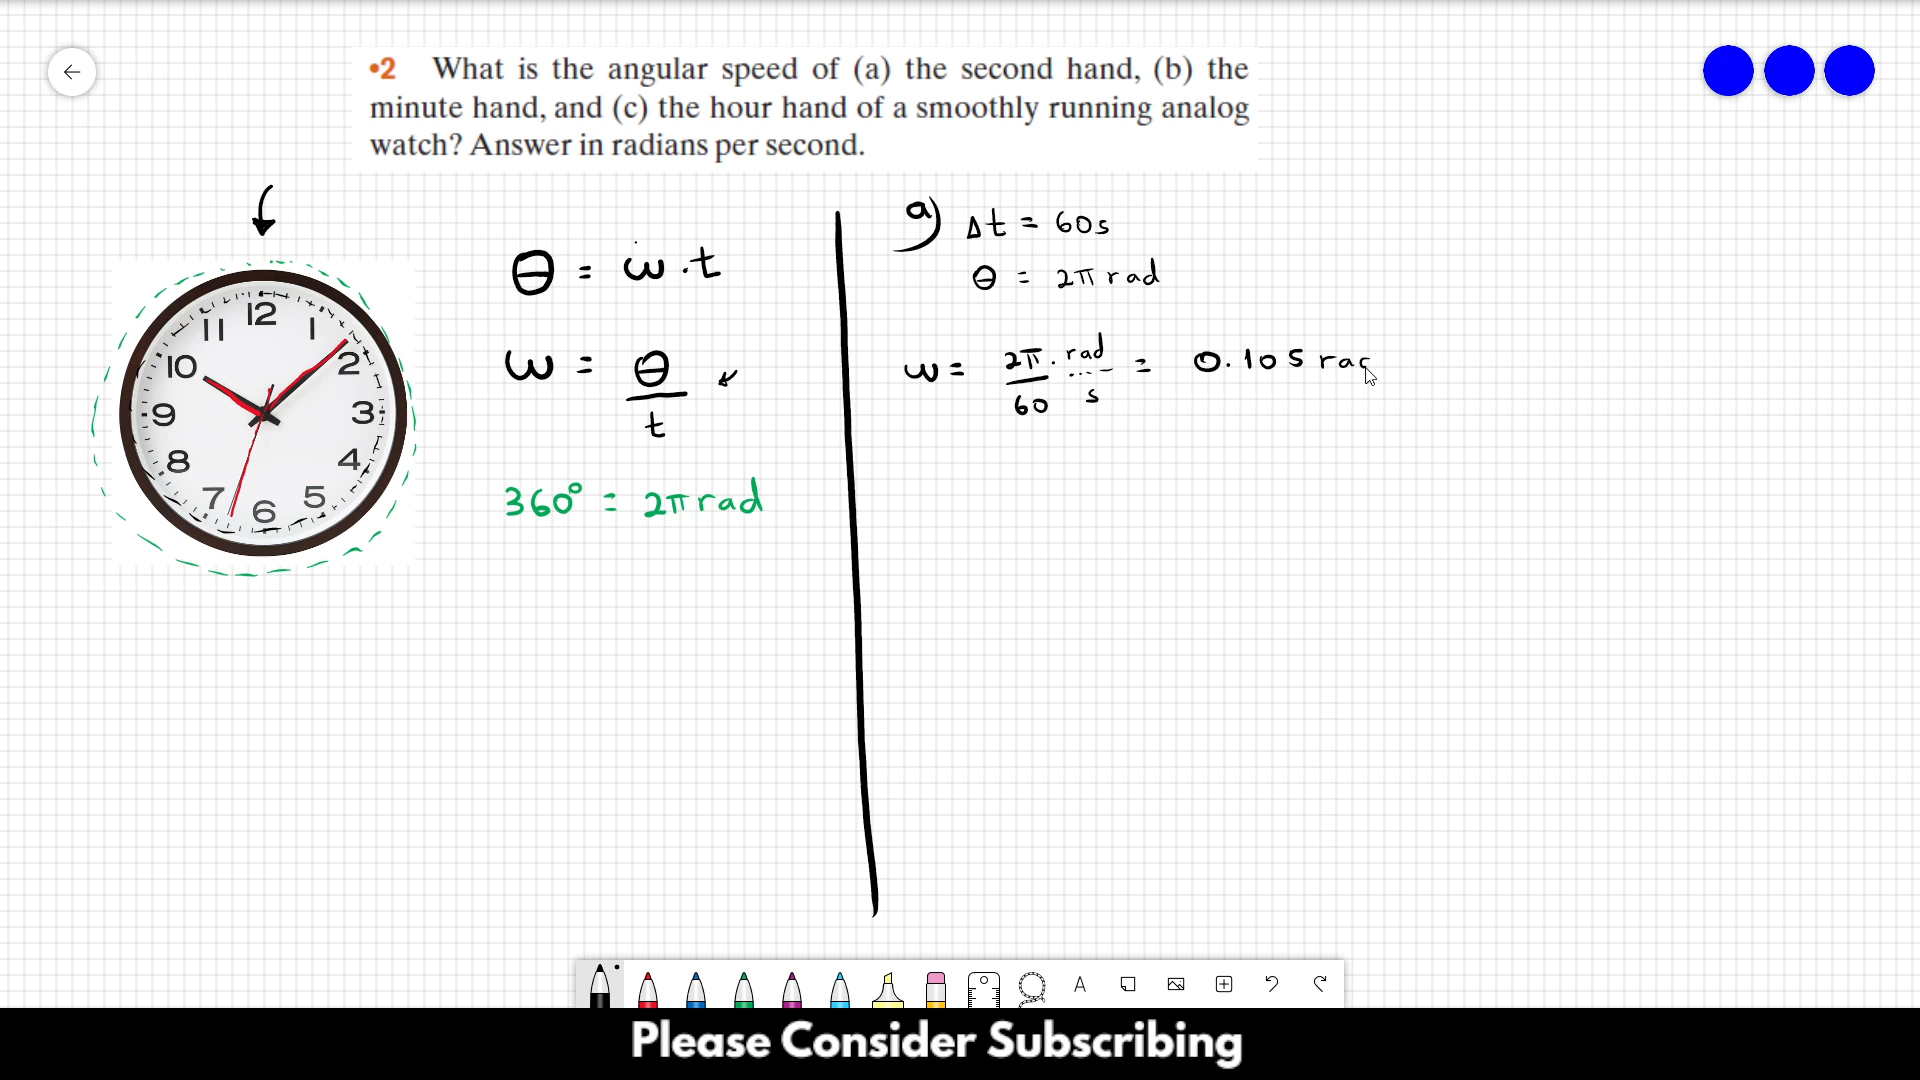 •2 What is the angular speed of (a) the second hand, (b) the
minute hand, and (c) the hour hand of a smoothly running analog
watch? Answer in radians per second.
12
11 1
10 2
9 3
8 4
7 6 5
θ = ω · t
ω = θ/t
360° = 2π rad
a) Δt = 60s
θ = 2π rad
ω = 2π/60 · rad/s = 0.105
A
Please Consider Subscribing